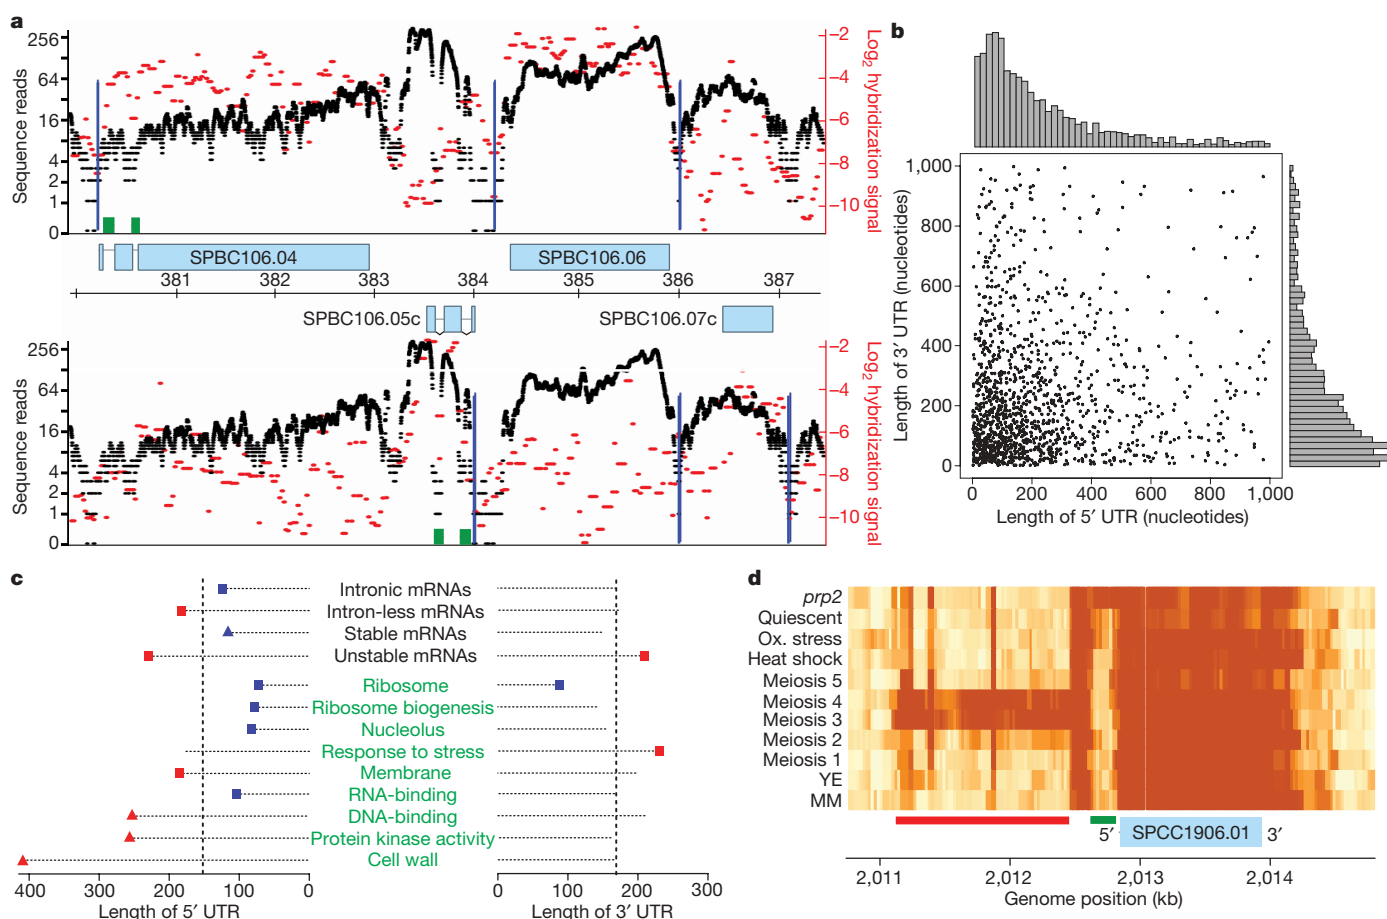 a
256
64
16
4
2
1
0
Sequence reads
−2
−4
−6
−8
−10
Log2 hybridization signal
SPBC106.04
SPBC106.06
381
382
383
384
385
386
387
SPBC106.05c
SPBC106.07c
256
64
16
4
2
1
0
Sequence reads
−2
−4
−6
−8
−10
Log2 hybridization signal
b
1,000
800
600
400
200
0
Length of 3′ UTR (nucleotides)
0
200
400
600
800
1,000
Length of 5′ UTR (nucleotides)
c
Intronic mRNAs
Intron-less mRNAs
Stable mRNAs
Unstable mRNAs
Ribosome
Ribosome biogenesis
Nucleolus
Response to stress
Membrane
RNA-binding
DNA-binding
Protein kinase activity
Cell wall
400
300
200
100
0
Length of 5′ UTR
0
100
200
300
Length of 3′ UTR
d
prp2
Quiescent
Ox. stress
Heat shock
Meiosis 5
Meiosis 4
Meiosis 3
Meiosis 2
Meiosis 1
YE
MM
5′
SPCC1906.01
3′
2,011
2,012
2,013
2,014
Genome position (kb)